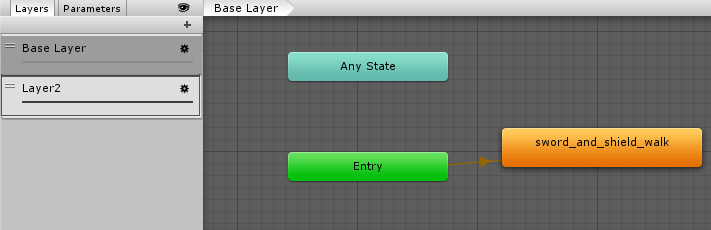 Layers
Parameters
Base Layer
Base Layer
Layer2
Any State
Entry
sword_and_shield_walk